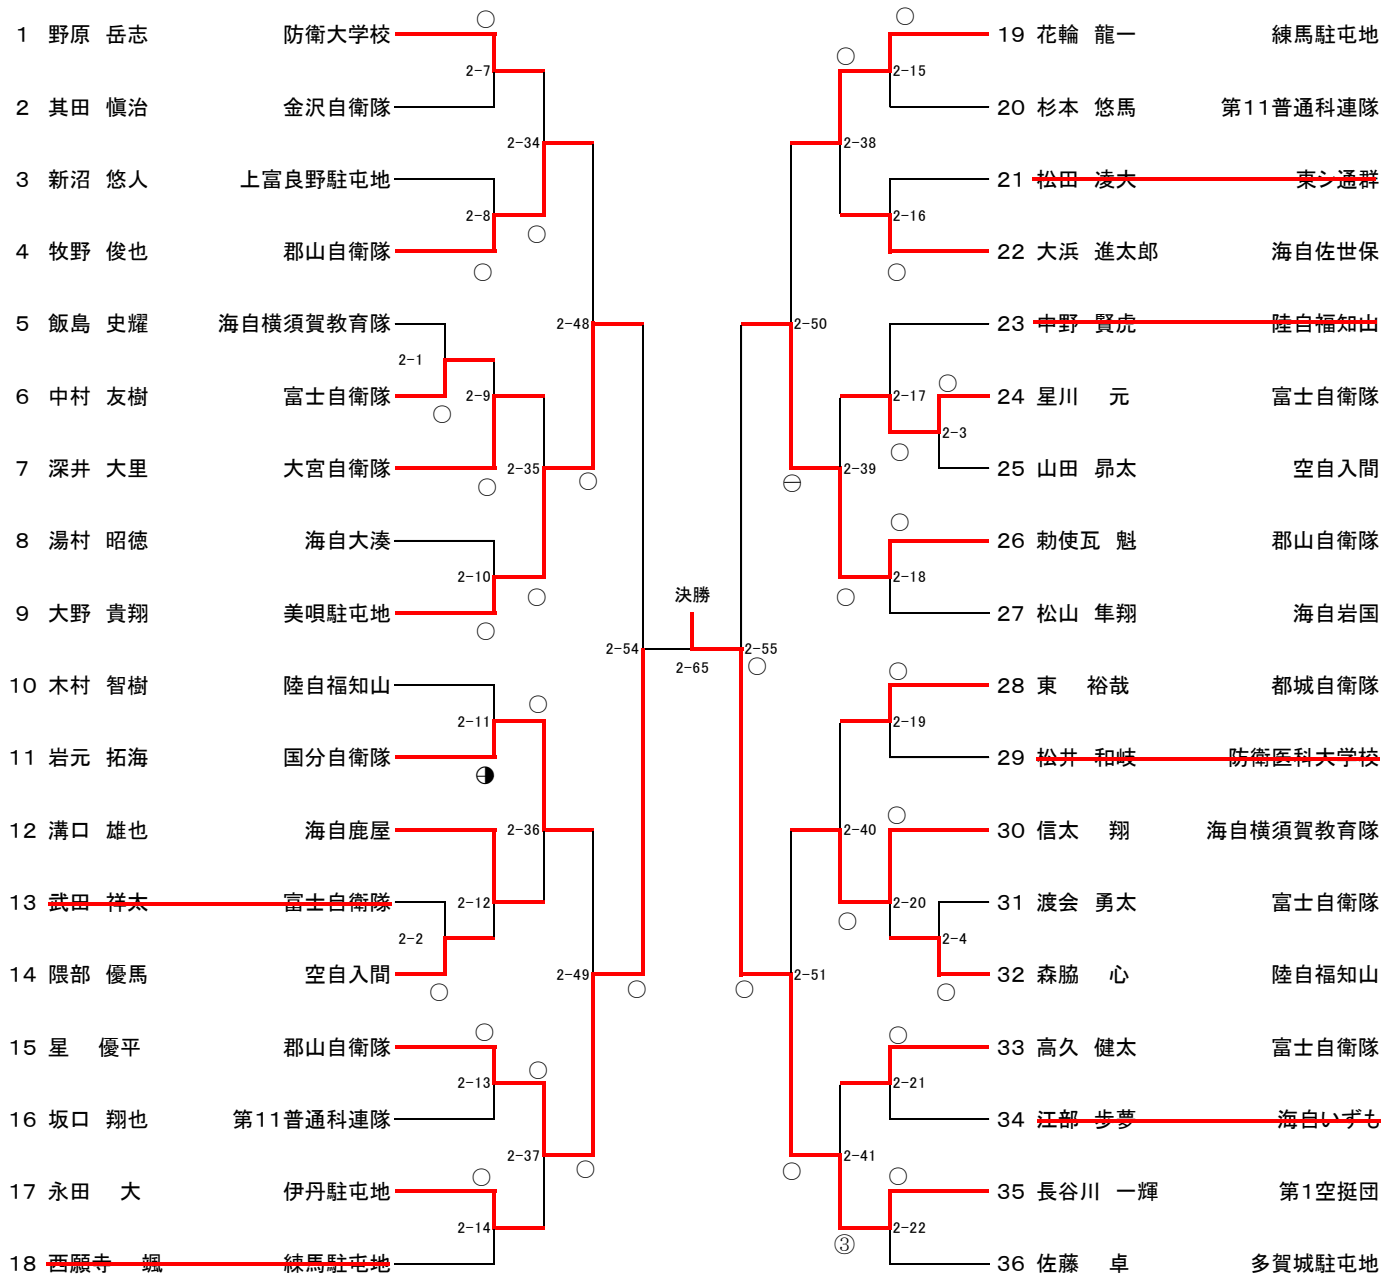 1 野原 岳志 防衛大学校
2 其田 愼治 金沢自衛隊
3 新沼 悠人 上富良野駐屯地
4 牧野 俊也 郡山自衛隊
5 飯島 史耀 海自横須賀教育隊
6 中村 友樹 富士自衛隊
7 深井 大里 大宮自衛隊
8 湯村 昭徳 海自大湊
9 大野 貴翔 美唄駐屯地
10 木村 智樹 陸自福知山
11 岩元 拓海 国分自衛隊
12 溝口 雄也 海自鹿屋
13 武田 祥太 富士自衛隊
14 隈部 優馬 空自入間
15 星 優平 郡山自衛隊
16 坂口 翔也 第11普通科連隊
17 永田 大 伊丹駐屯地
18 西願寺 颯 練馬駐屯地
2-7
2-8
2-1
2-9
2-10
2-11
2-12
2-2
2-13
2-14
2-34
2-35
2-36
2-37
2-48
2-49
2-54
決勝
2-65
2-55
2-50
2-51
2-38
2-39
2-40
2-41
③
2-15
2-16
2-17
2-3
2-18
2-19
2-20
2-4
2-21
2-22
19 花輪 龍一 練馬駐屯地
20 杉本 悠馬 第11普通科連隊
21 松田 凌大 東シ通群
22 大浜 進太郎 海自佐世保
23 中野 賢虎 陸自福知山
24 星川 元 富士自衛隊
25 山田 昴太 空自入間
26 勅使瓦 魁 郡山自衛隊
27 松山 隼翔 海自岩国
28 東 裕哉 都城自衛隊
29 松井 和岐 防衛医科大学校
30 信太 翔 海自横須賀教育隊
31 渡会 勇太 富士自衛隊
32 森脇 心 陸自福知山
33 高久 健太 富士自衛隊
34 江部 歩夢 海自いずも
35 長谷川 一輝 第1空挺団
36 佐藤 卓 多賀城駐屯地